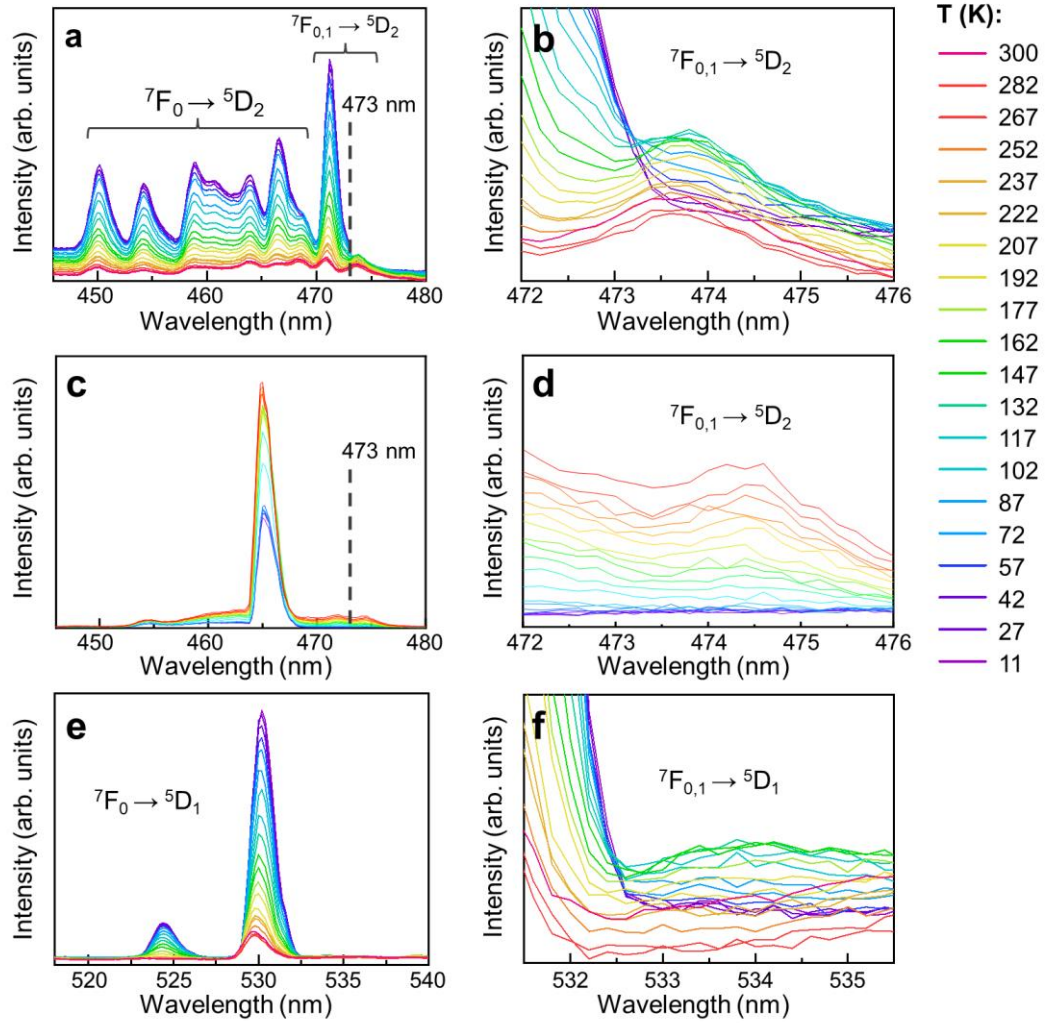 a
⁷F₀,₁ → ⁵D₂
⁷F₀ → ⁵D₂
473 nm
Intensity (arb. units)
450 460 470 480
Wavelength (nm)
b
⁷F₀,₁ → ⁵D₂
Intensity (arb. units)
472 473 474 475 476
Wavelength (nm)
c
473 nm
Intensity (arb. units)
450 460 470 480
Wavelength (nm)
d
⁷F₀,₁ → ⁵D₂
Intensity (arb. units)
472 473 474 475 476
Wavelength (nm)
e
⁷F₀ → ⁵D₁
Intensity (arb. units)
520 525 530 535 540
Wavelength (nm)
f
⁷F₀,₁ → ⁵D₁
Intensity (arb. units)
532 533 534 535
Wavelength (nm)
T (K):
300
282
267
252
237
222
207
192
177
162
147
132
117
102
87
72
57
42
27
11